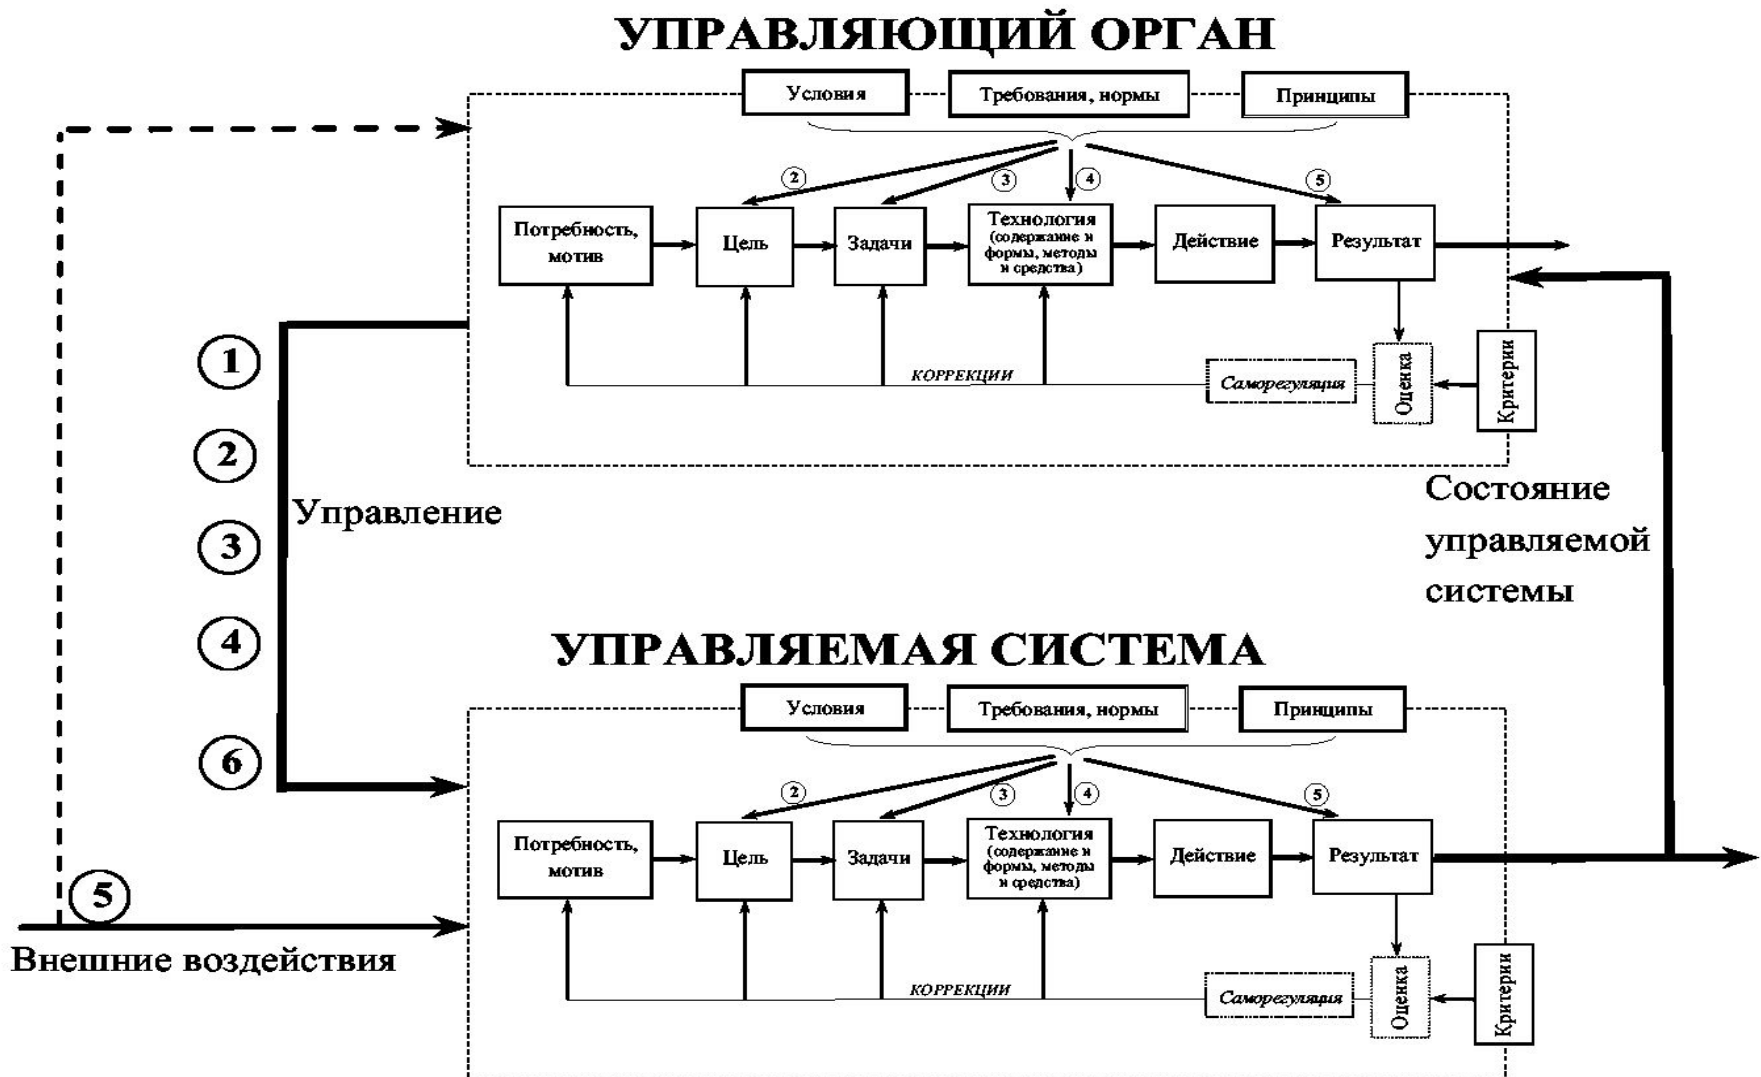 УПРАВЛЯЮЩИЙ ОРГАН
Условия
Требования, нормы
Принципы
2
3
4
5
Потребность,
мотив
Цель
Задачи
Технология
(содержание и
формы, методы
и средства)
Действие
Результат
КОРРЕКЦИИ
Саморегуляция
Оценка
Критерии
1
2
3
4
6
Управление
Состояние
управляемой
системы
УПРАВЛЯЕМАЯ СИСТЕМА
Условия
Требования, нормы
Принципы
2
3
4
5
Потребность,
мотив
Цель
Задачи
Технология
(содержание и
формы, методы
и средства)
Действие
Результат
5
Внешние воздействия
КОРРЕКЦИИ
Саморегуляция
Оценка
Критерии